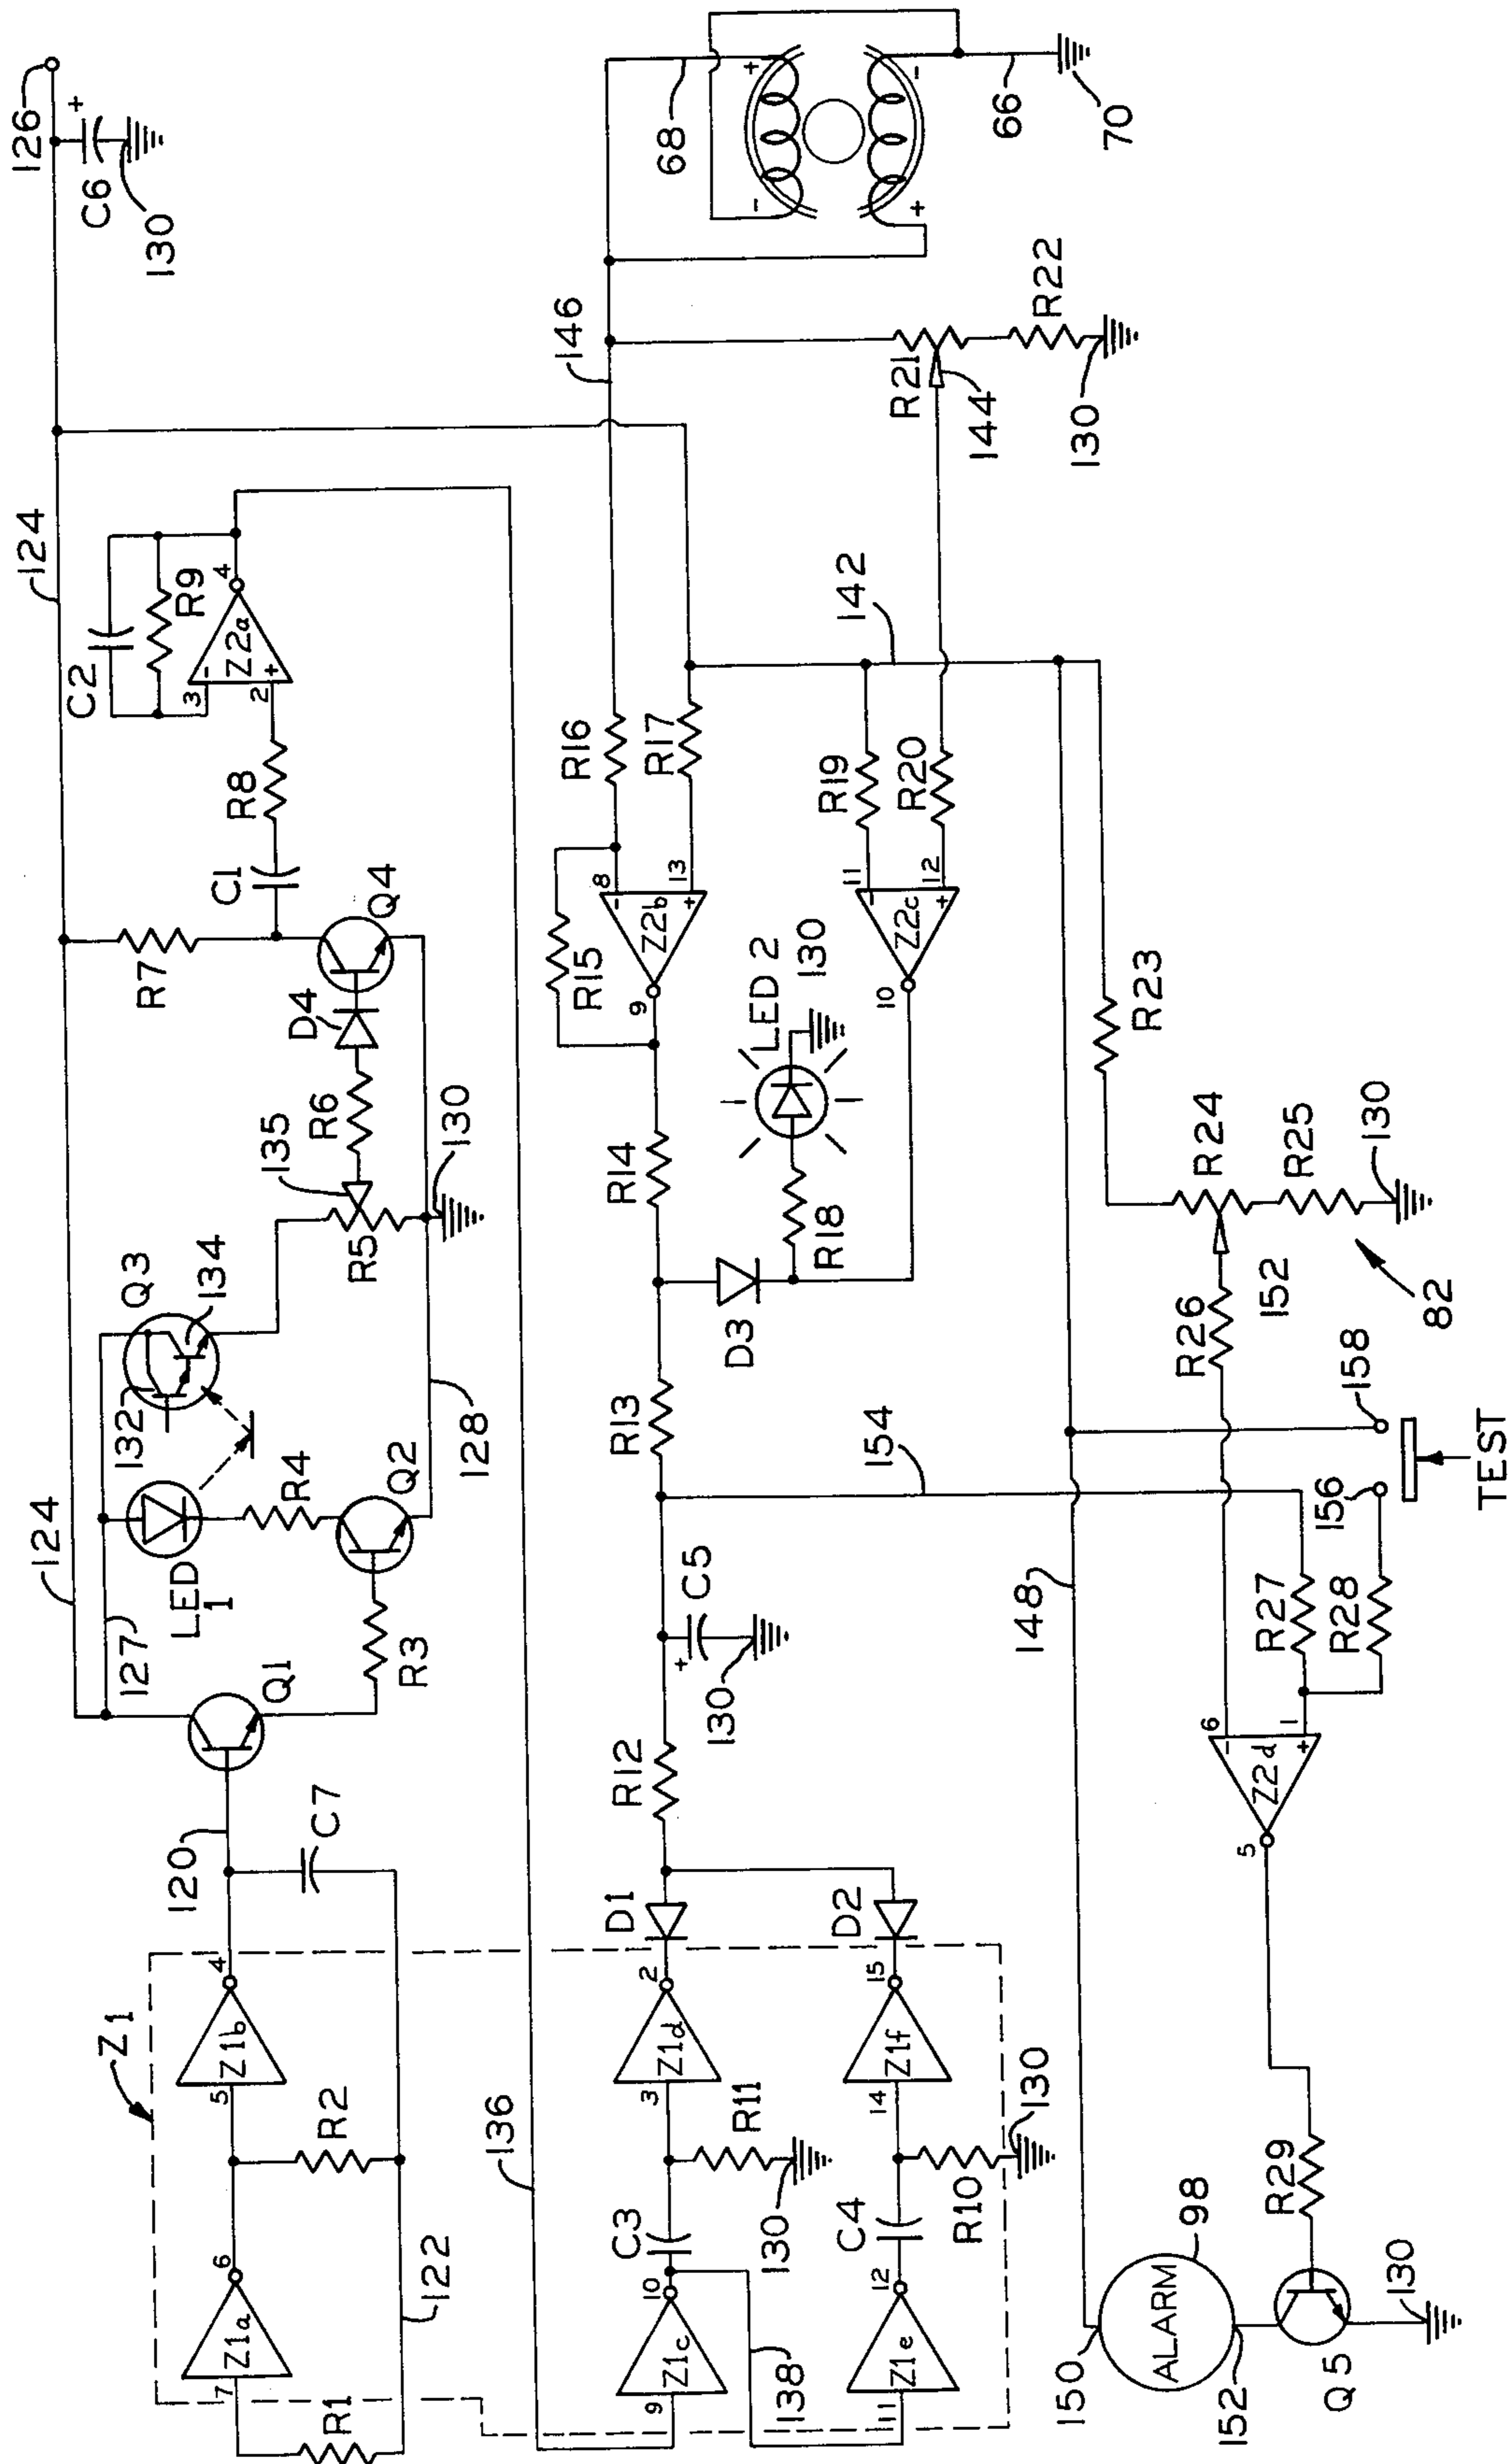 126
C6
+
130
124
124
C2
R9
3
-
Z2a
4
2
+
R8
C1
R7
Q4
D4
R6
135
130
R5
Q3
134
132
128
LED
1
R4
Q2
127
R3
Q1
120
C7
Z1
4
Z1b
5
R2
6
Z1a
7
R1
122
136
68
+
-
-
+
66
70
146
R22
R21
144
130
142
R16
R17
R19
R20
8
-
13
+
Z2b
9
R15
11
-
12
+
Z2c
10
LED 2
130
R14
R18
D3
R13
154
C5
+
130
R12
D1
D2
2
Z1d
3
15
Z1f
14
R11
130
C3
R10
130
C4
10
Z1c
9
12
Z1e
11
138
R23
R24
R25
130
152
82
R26
158
156
TEST
148
R27
R28
6
-
1
+
Z2d
5
R29
98
ALARM
150
152
Q5
130